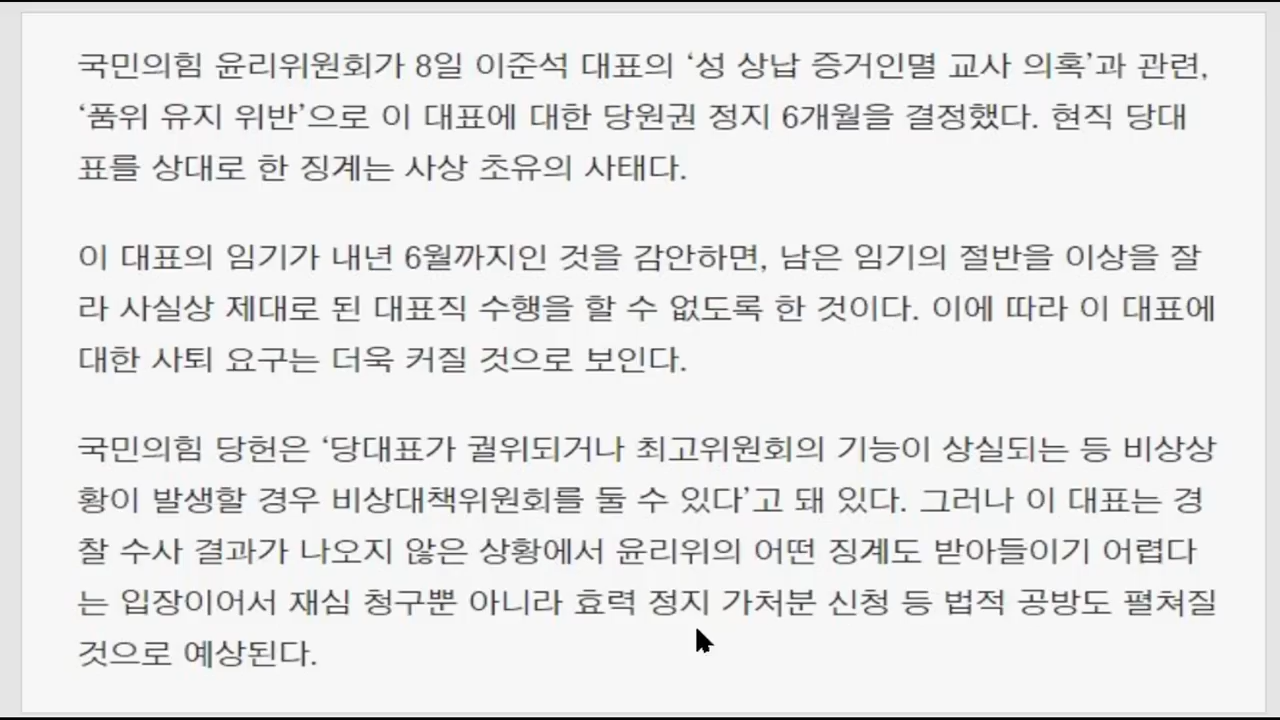 국민의힘 윤리위원회가 8일 이준석 대표의 ‘성 상납 증거인멸 교사 의혹’과 관련,
‘품위 유지 위반’으로 이 대표에 대한 당원권 정지 6개월을 결정했다. 현직 당대
표를 상대로 한 징계는 사상 초유의 사태다.
이 대표의 임기가 내년 6월까지인 것을 감안하면, 남은 임기의 절반을 이상을 잘
라 사실상 제대로 된 대표직 수행을 할 수 없도록 한 것이다. 이에 따라 이 대표에
대한 사퇴 요구는 더욱 커질 것으로 보인다.
국민의힘 당헌은 ‘당대표가 궐위되거나 최고위원회의 기능이 상실되는 등 비상상
황이 발생할 경우 비상대책위원회를 둘 수 있다’고 돼 있다. 그러나 이 대표는 경
찰 수사 결과가 나오지 않은 상황에서 윤리위의 어떤 징계도 받아들이기 어렵다
는 입장이어서 재심 청구뿐 아니라 효력 정지 가처분 신청 등 법적 공방도 펼쳐질
것으로 예상된다.